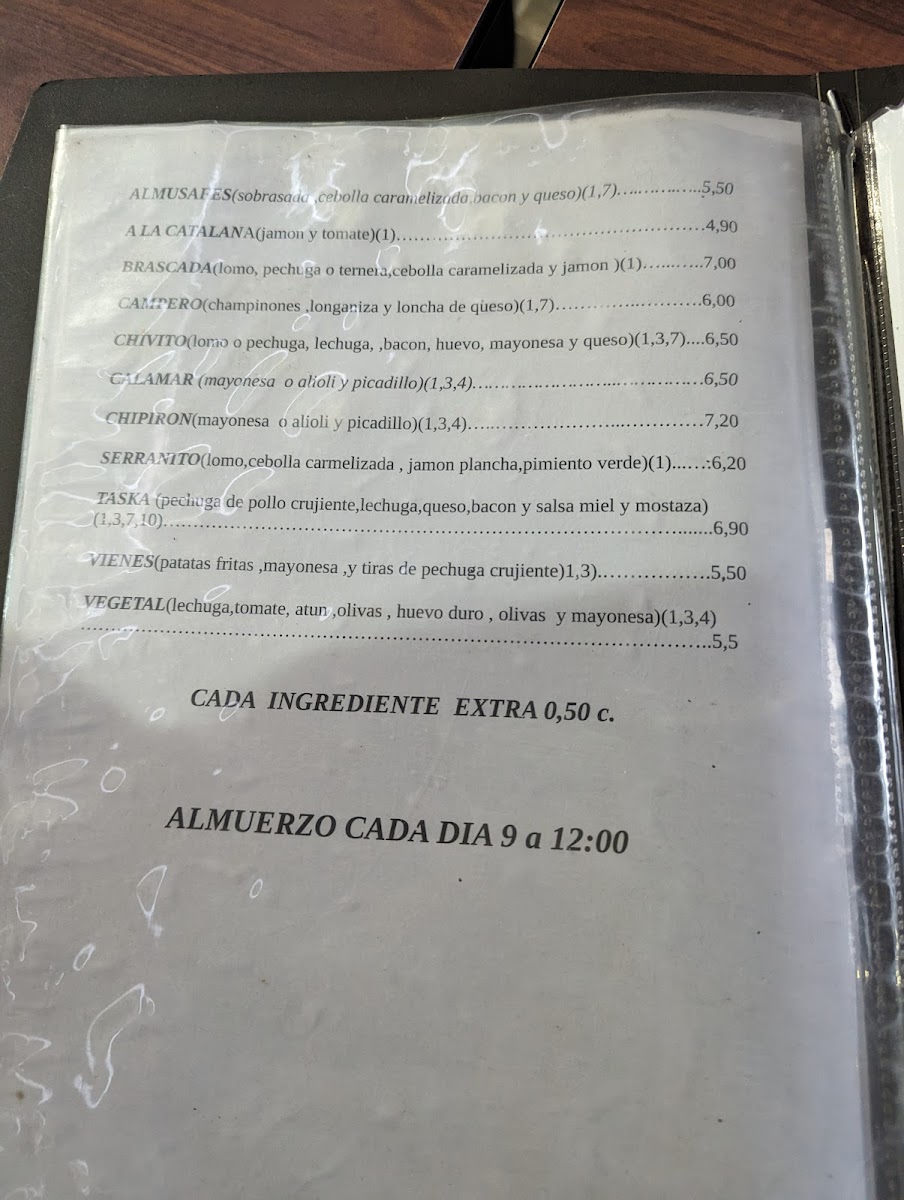 ALMUSAFES(sobrasada ,cebolla caramelizada,bacon y queso)(1,7)……………..5,50
A LA CATALANA(jamon y tomate)(1)……………………………………………4,90
BRASCADA(lomo, pechuga o ternera,cebolla caramelizada y jamon )(1)…..…..7,00
CAMPERO(champinones ,longaniza y loncha de queso)(1,7)…………..……….6,00
CHIVITO(lomo o pechuga, lechuga, ,bacon, huevo, mayonesa y queso)(1,3,7)....6,50
CALAMAR (mayonesa  o alioli y picadillo)(1,3,4)…………………..……………6,50
CHIPIRON(mayonesa  o alioli y picadillo)(1,3,4)…..………………...…………7,20
SERRANITO(lomo,cebolla carmelizada , jamon plancha,pimiento verde)(1)..….:6,20
TASKA (pechuga de pollo crujiente,lechuga,queso,bacon y salsa miel y mostaza)
(1,3,7,10)……………………………………………………………………….…...6,90
VIENES(patatas fritas ,mayonesa ,y tiras de pechuga crujiente)1,3)……………..5,50
VEGETAL(lechuga,tomate, atun ,olivas , huevo duro , olivas  y mayonesa)(1,3,4)
………………………………………………………………………………………..5,5
CADA  INGREDIENTE  EXTRA 0,50 c.
ALMUERZO CADA DIA 9 a 12:00